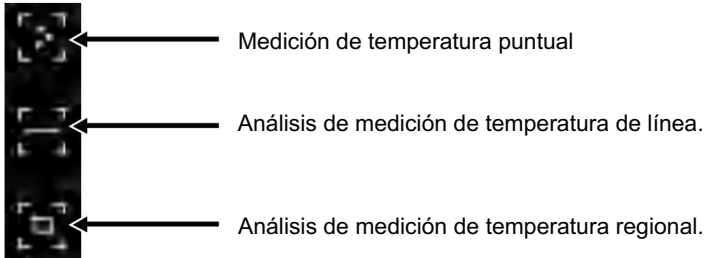 Medición de temperatura puntual
Análisis de medición de temperatura de línea.
Análisis de medición de temperatura regional.